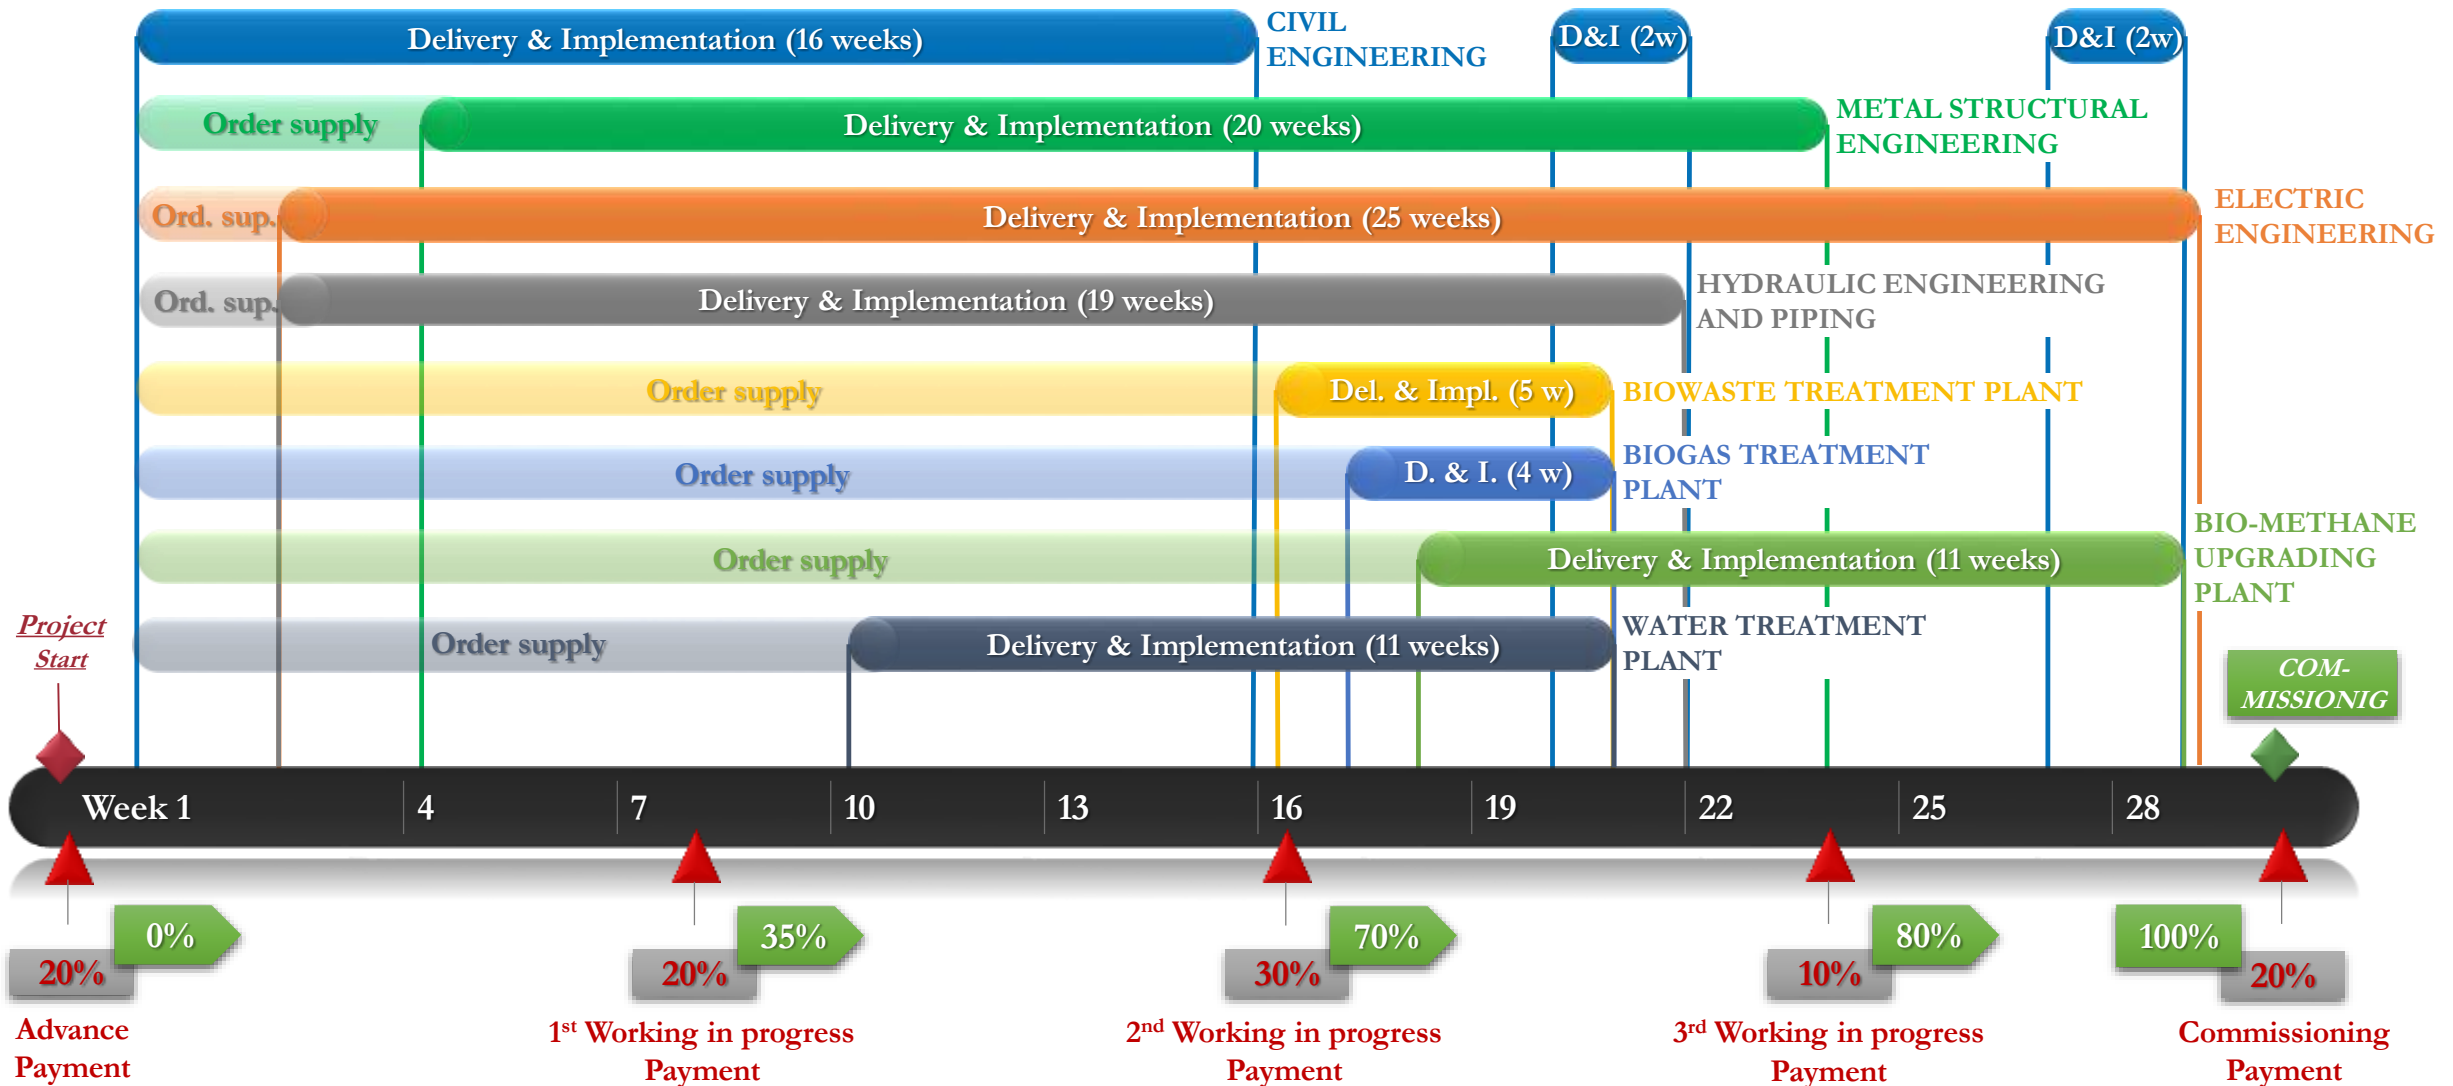 Delivery & Implementation (16 weeks)
CIVIL
ENGINEERING
D&I (2w)
D&I (2w)
Order supply
Delivery & Implementation (20 weeks)
METAL STRUCTURAL
ENGINEERING
Ord. sup.
Delivery & Implementation (25 weeks)
ELECTRIC
ENGINEERING
Ord. sup.
Delivery & Implementation (19 weeks)
HYDRAULIC ENGINEERING
AND PIPING
Order supply
Del. & Impl. (5 w)
BIOWASTE TREATMENT PLANT
Order supply
D. & I. (4 w)
BIOGAS TREATMENT
PLANT
Order supply
Delivery & Implementation (11 weeks)
BIO-METHANE
UPGRADING
PLANT
Order supply
Delivery & Implementation (11 weeks)
WATER TREATMENT
PLANT
Project
Start
COM-
MISSIONIG
Week 1
4
7
10
13
16
19
22
25
28
0%
20%
Advance
Payment
35%
20%
1st Working in progress
Payment
70%
30%
2nd Working in progress
Payment
80%
10%
3rd Working in progress
Payment
100%
20%
Commissioning
Payment